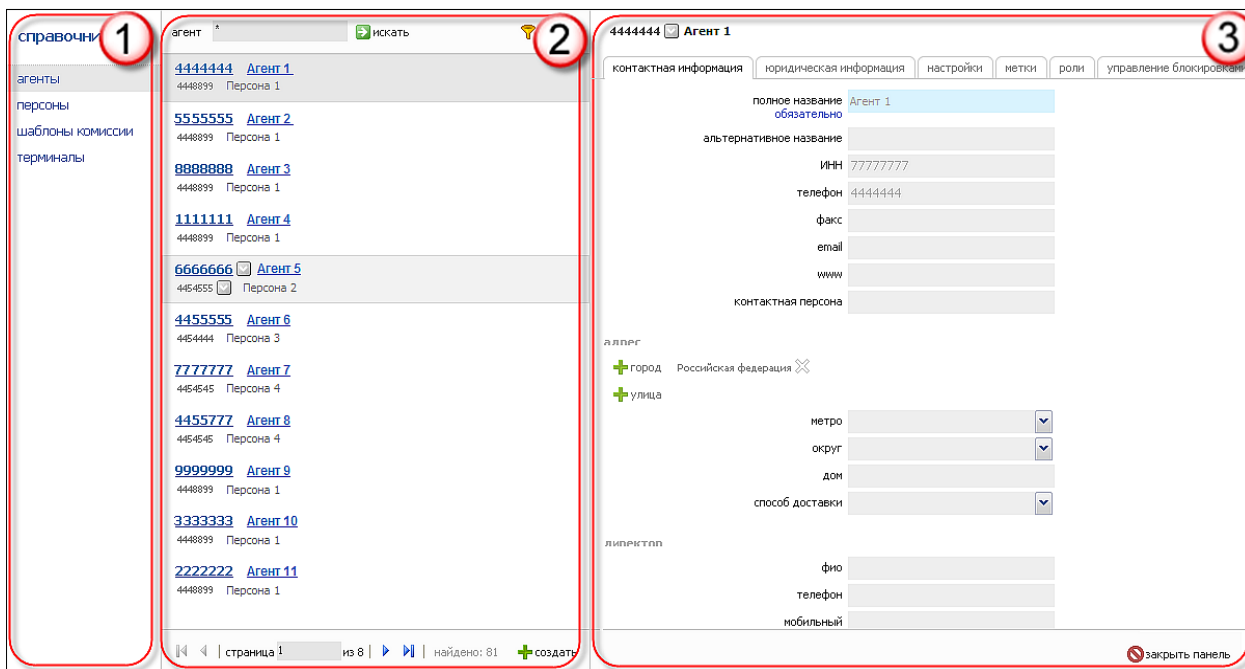 справочни
1
агенты
персоны
шаблоны комиссии
терминалы
агент * искать
2
4444444 Агент 1
4448899 Персона 1
5555555 Агент 2
4448899 Персона 1
8888888 Агент 3
4448899 Персона 1
1111111 Агент 4
4448899 Персона 1
6666666 Агент 5
4454555 Персона 2
4455555 Агент 6
4454444 Персона 3
7777777 Агент 7
4454545 Персона 4
4455777 Агент 8
4454545 Персона 4
9999999 Агент 9
4448899 Персона 1
3333333 Агент 10
4448899 Персона 1
2222222 Агент 11
4448899 Персона 1
страница 1 из 8 найдено: 81 создать
4444444 Агент 1
3
контактная информация юридическая информация настройки метки роли управление блокировками
полное название Агент 1
обязательно
альтернативное название
ИНН 77777777
телефон 4444444
факс
email
www
контактная персона
адрес
город Российская федерация
улица
метро
округ
дом
способ доставки
директор
фио
телефон
мобильный
закрыть панель